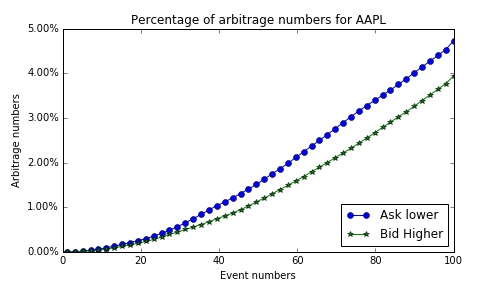 Percentage of arbitrage numbers for AAPL
5.00%
4.00%
3.00%
2.00%
1.00%
0.00%
Arbitrage numbers
Ask lower
Bid Higher
0 20 40 60 80 100
Event numbers